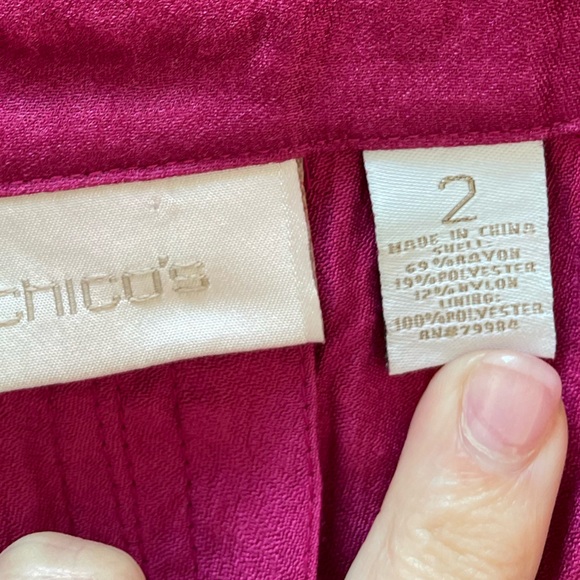 chico's
2
MADE IN CHINA
SHELL:
69%RAYON
19%POLYESTER
12%NYLON
LINING:
100%POLYESTER
RN#79984